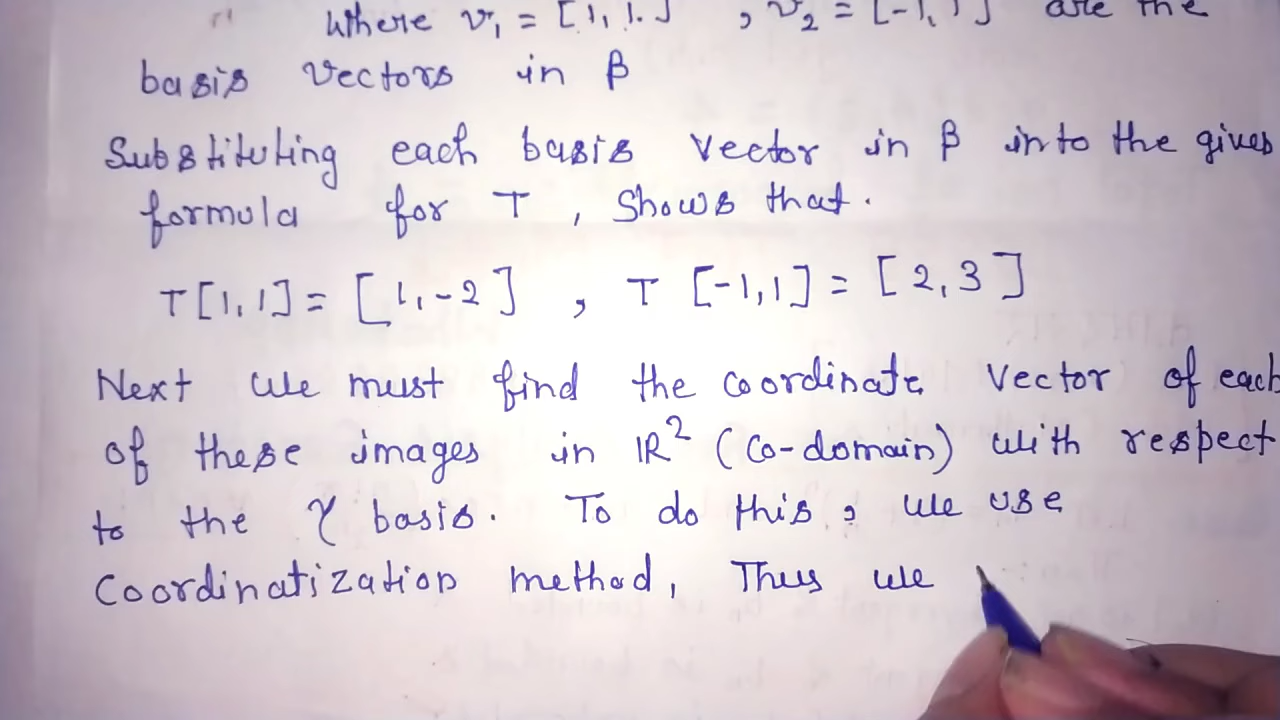 where v₁ = [1, 1.] , v₂ = [-1, 1] are the
basis vectors in β
Substituting each basis vector in β into the given
formula for T , shows that.
T[1, 1] = [1, -2] , T [-1, 1] = [2, 3]
Next we must find the coordinate vector of each
of these images in ℝ² (co-domain) with respect
to the γ basis. To do this, we use
Coordinatization method, Thus we